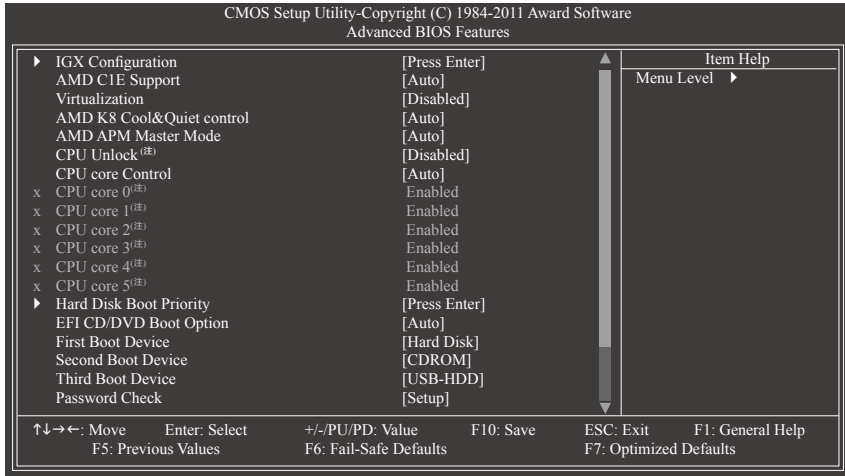 CMOS Setup Utility-Copyright (C) 1984-2011 Award Software
Advanced BIOS Features
IGX Configuration [Press Enter]
AMD C1E Support [Auto]
Virtualization [Disabled]
AMD K8 Cool&Quiet control [Auto]
AMD APM Master Mode [Auto]
CPU Unlock (注) [Disabled]
CPU core Control [Auto]
x CPU core 0(注) Enabled
x CPU core 1(注) Enabled
x CPU core 2(注) Enabled
x CPU core 3(注) Enabled
x CPU core 4(注) Enabled
x CPU core 5(注) Enabled
Hard Disk Boot Priority [Press Enter]
EFI CD/DVD Boot Option [Auto]
First Boot Device [Hard Disk]
Second Boot Device [CDROM]
Third Boot Device [USB-HDD]
Password Check [Setup]
Item Help
Menu Level
↑↓→←: Move Enter: Select +/-/PU/PD: Value F10: Save ESC: Exit F1: General Help
F5: Previous Values F6: Fail-Safe Defaults F7: Optimized Defaults